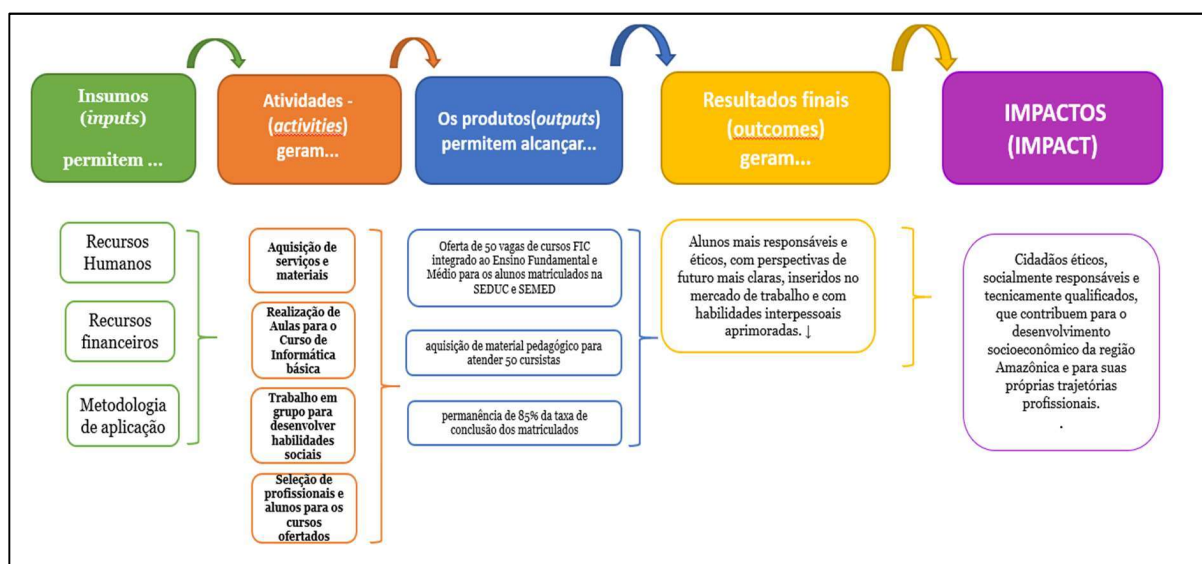 Insumos
(inputs)
permitem ...
Atividades -
(activities)
geram...
Os produtos(outputs)
permitem alcançar...
Resultados finais
(outcomes)
geram...
IMPACTOS
(IMPACT)
Recursos
Humanos
Recursos
financeiros
Metodologia
de aplicação
Aquisição de
serviços e
materiais
Realização de
Aulas para o
Curso de
Informática
básica
Trabalho em
grupo para
desenvolver
habilidades
sociais
Seleção de
profissionais e
alunos para os
cursos
ofertados
Oferta de 50 vagas de cursos FIC
integrado ao Ensino Fundamental e
Médio para os alunos matriculados na
SEDUC e SEMED
aquisição de material pedagógico para
atender 50 cursistas
permanência de 85% da taxa de
conclusão dos matriculados
Alunos mais responsáveis e
éticos, com perspectivas de
futuro mais claras, inseridos no
mercado de trabalho e com
habilidades interpessoais
aprimoradas. ↓
Cidadãos éticos,
socialmente responsáveis e
tecnicamente qualificados,
que contribuem para o
desenvolvimento
socioeconômico da região
Amazônica e para suas
próprias trajetórias
profissionais.
.